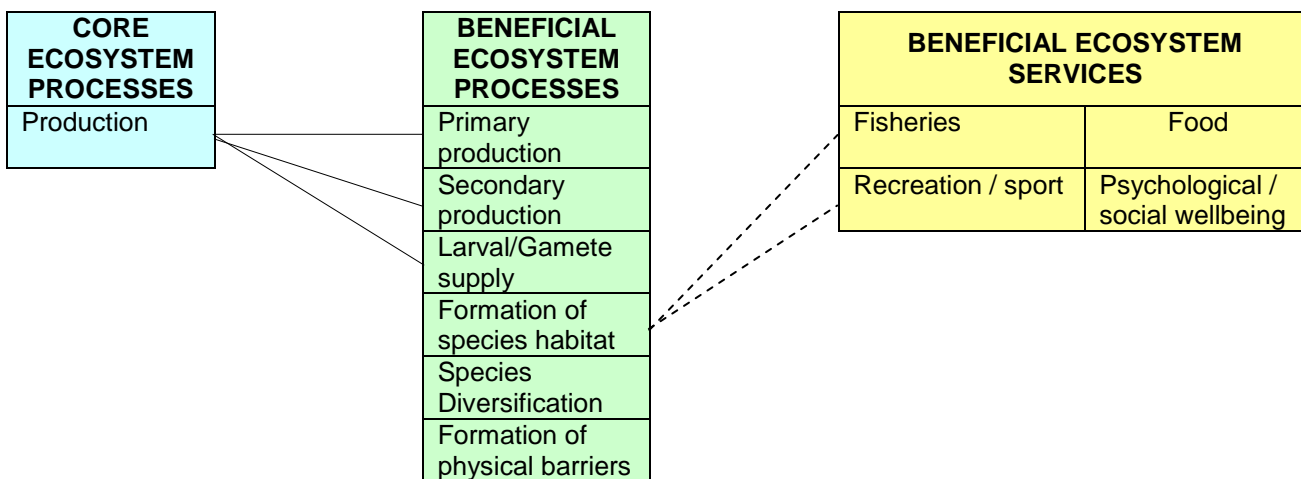 CORE
ECOSYSTEM
PROCESSES
Production
BENEFICIAL
ECOSYSTEM
PROCESSES
Primary
production
Secondary
production
Larval/Gamete
supply
Formation of
species habitat
Species
Diversification
Formation of
physical barriers
BENEFICIAL ECOSYSTEM
SERVICES
Fisheries
Food
Recreation / sport
Psychological /
social wellbeing